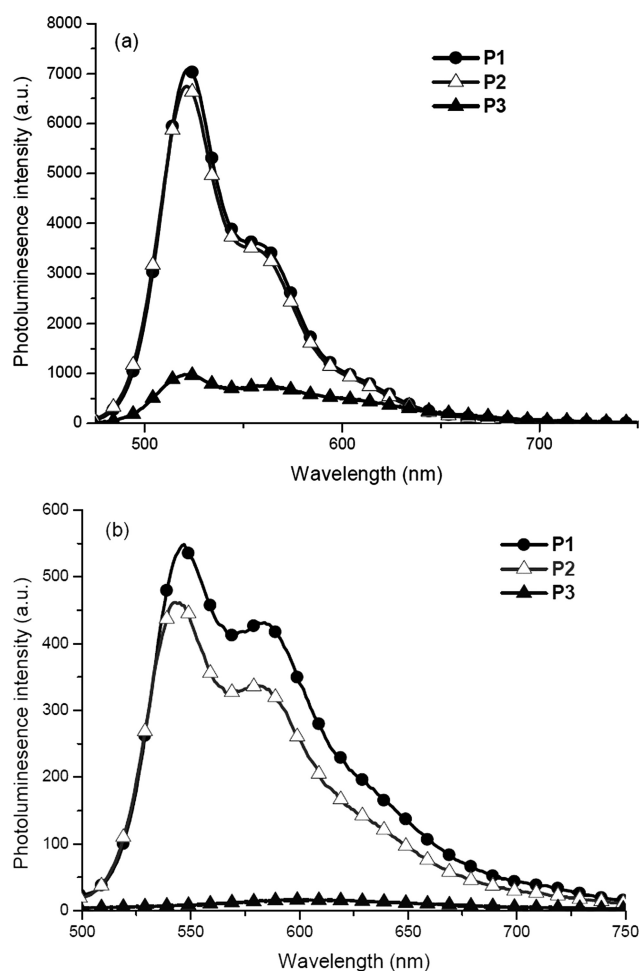 (a)
P1
P2
P3
8000
7000
6000
5000
4000
3000
2000
1000
0
Photoluminesence intensity (a.u.)
500 600 700
Wavelength (nm)
(b)
P1
P2
P3
600
500
400
300
200
100
0
Photoluminesence intensity (a.u.)
500 550 600 650 700 750
Wavelength (nm)